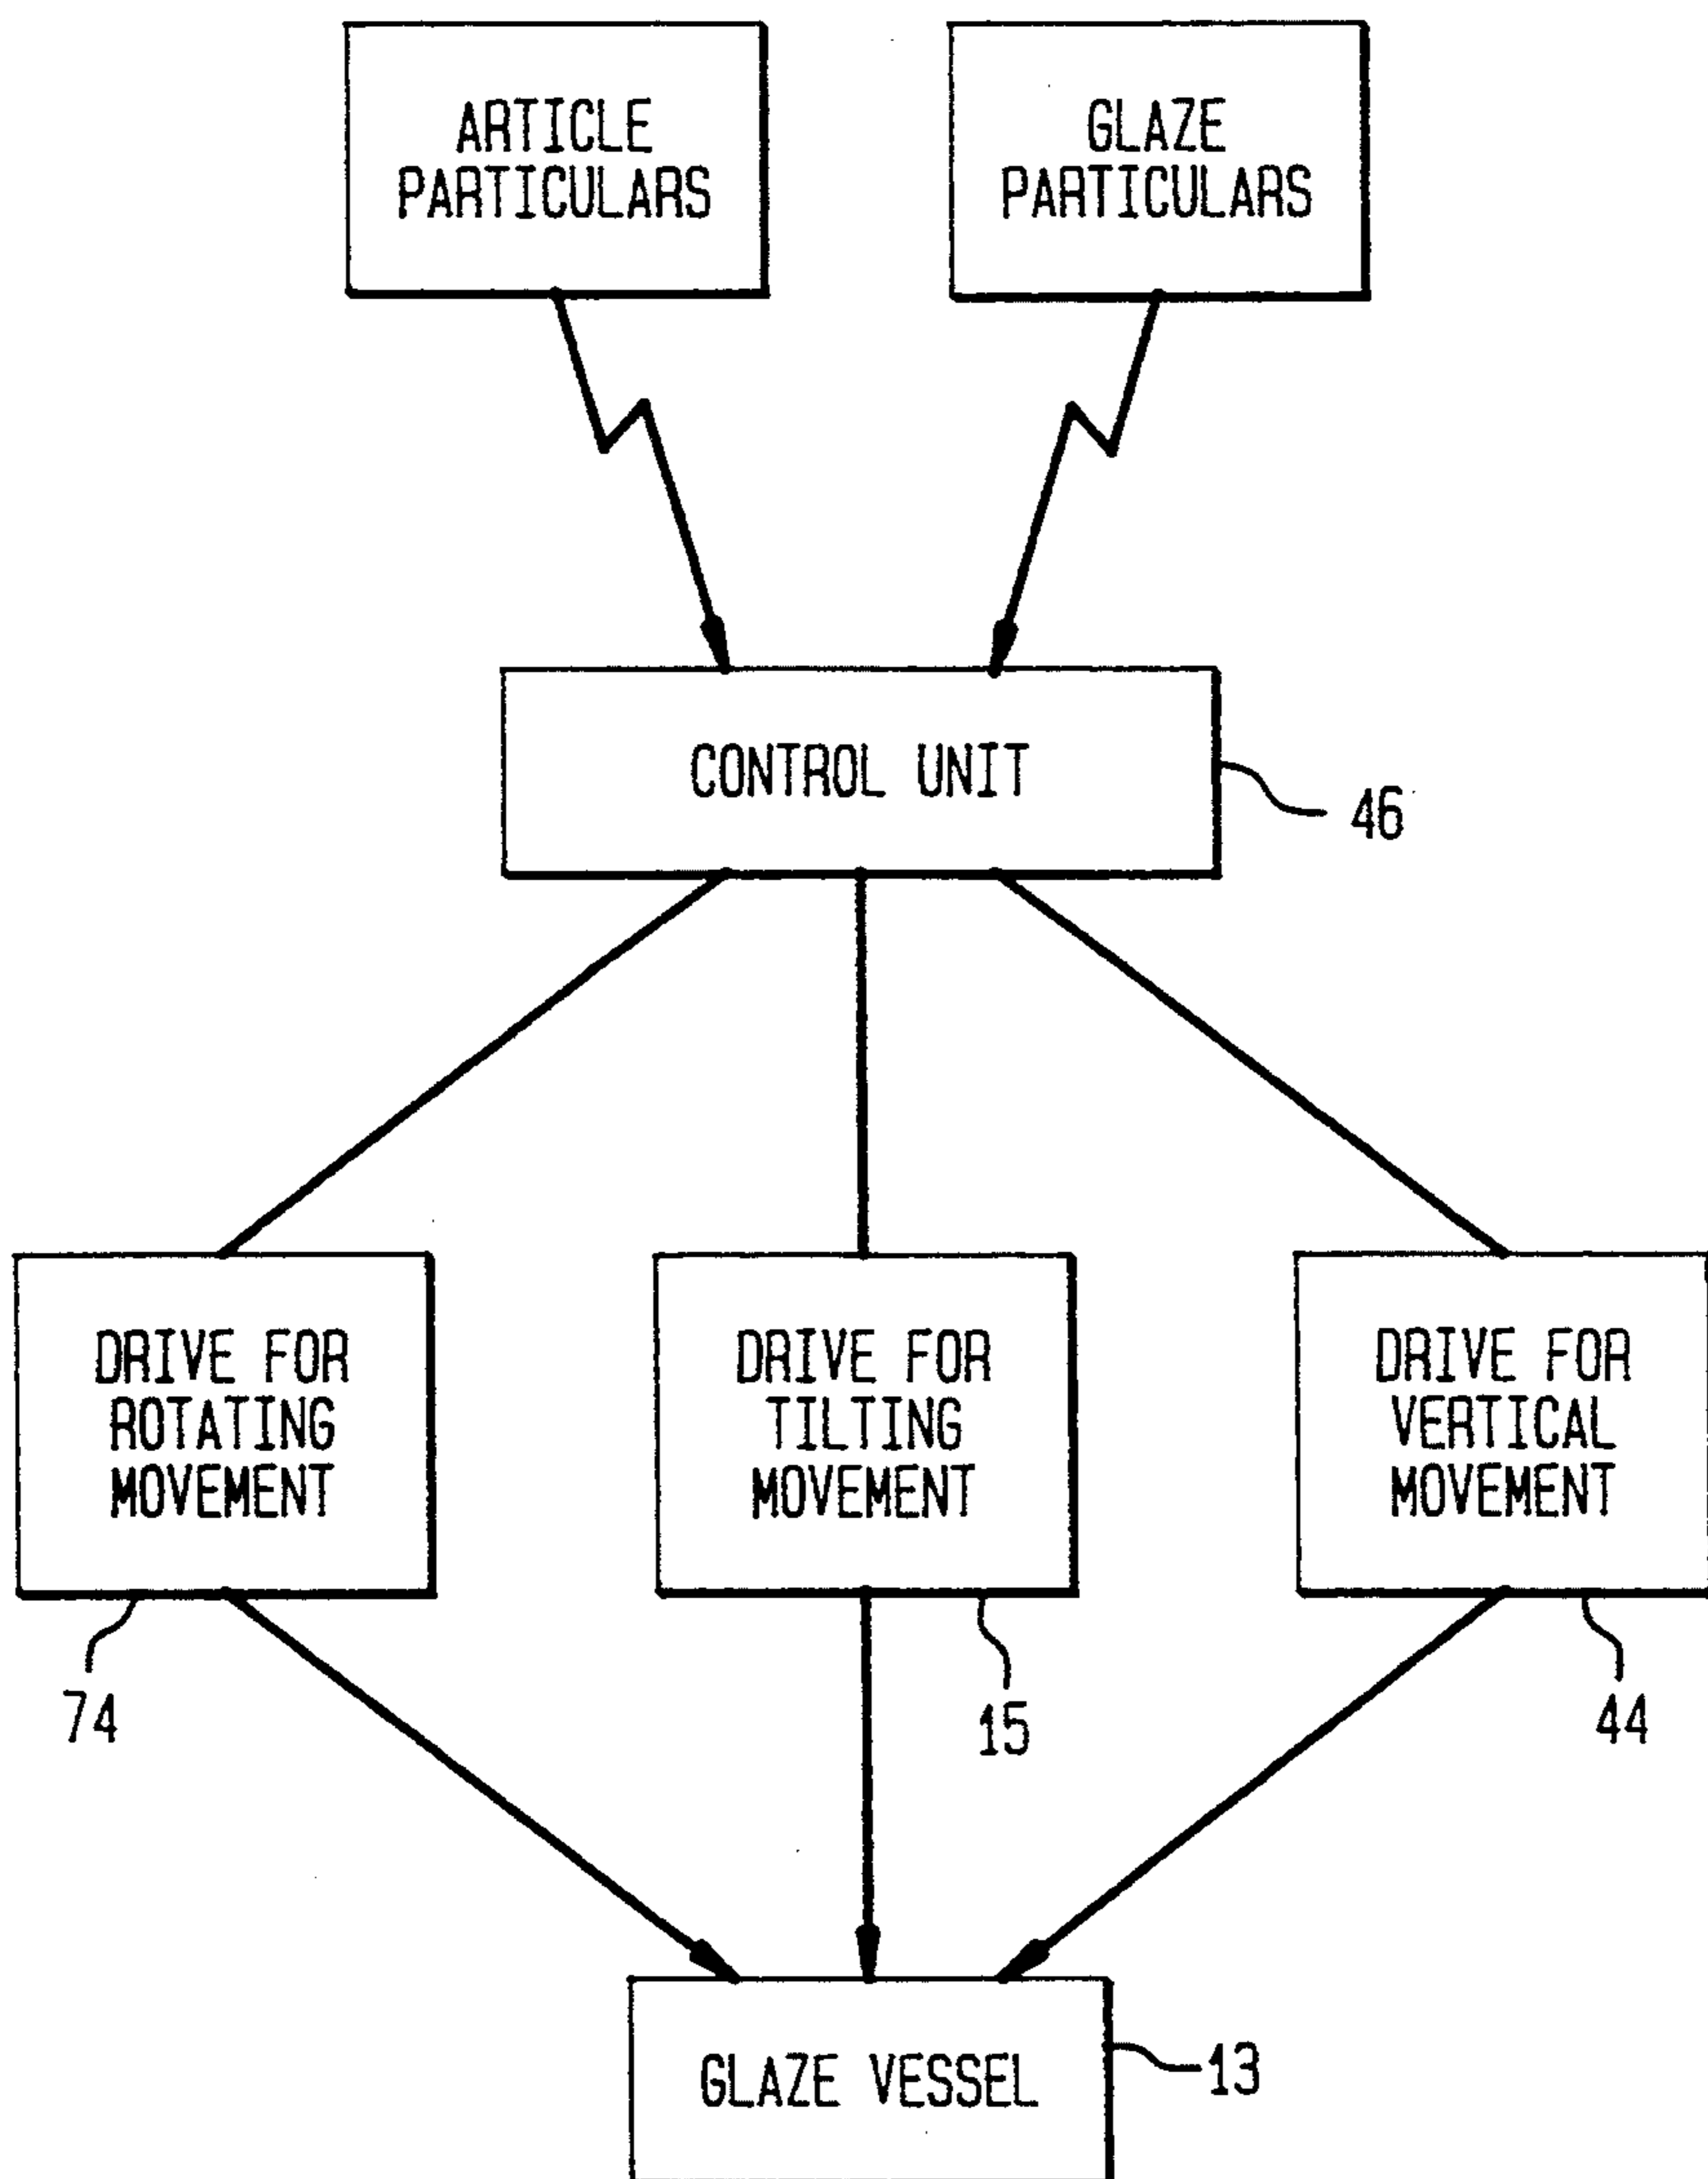 ARTICLE
PARTICULARS
GLAZE
PARTICULARS
CONTROL UNIT
46
DRIVE FOR
ROTATING
MOVEMENT
DRIVE FOR
TILTING
MOVEMENT
DRIVE FOR
VERTICAL
MOVEMENT
74
15
44
GLAZE VESSEL
13